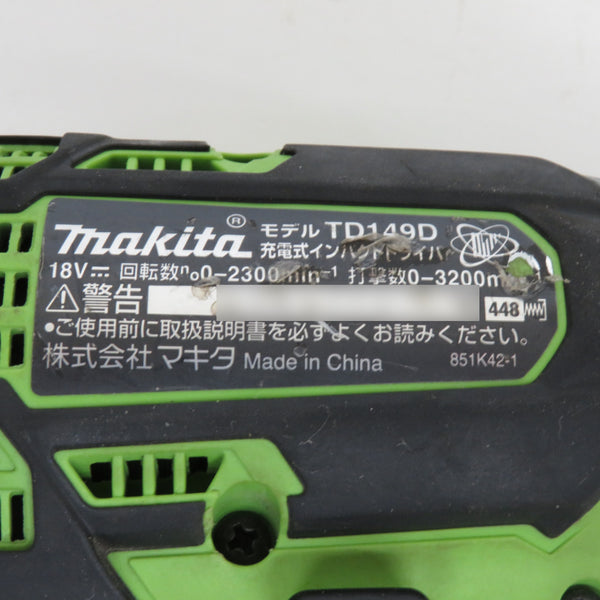 makita® モデル TD149D
充電式インパクトドライバ
18V⎓ 回転数n₀0-2300min⁻¹ 打撃数0-3200m
⚠警告
448
●ご使用前に取扱説明書を必ずよくお読みください。
株式会社 マキタ Made in China 851K42-1